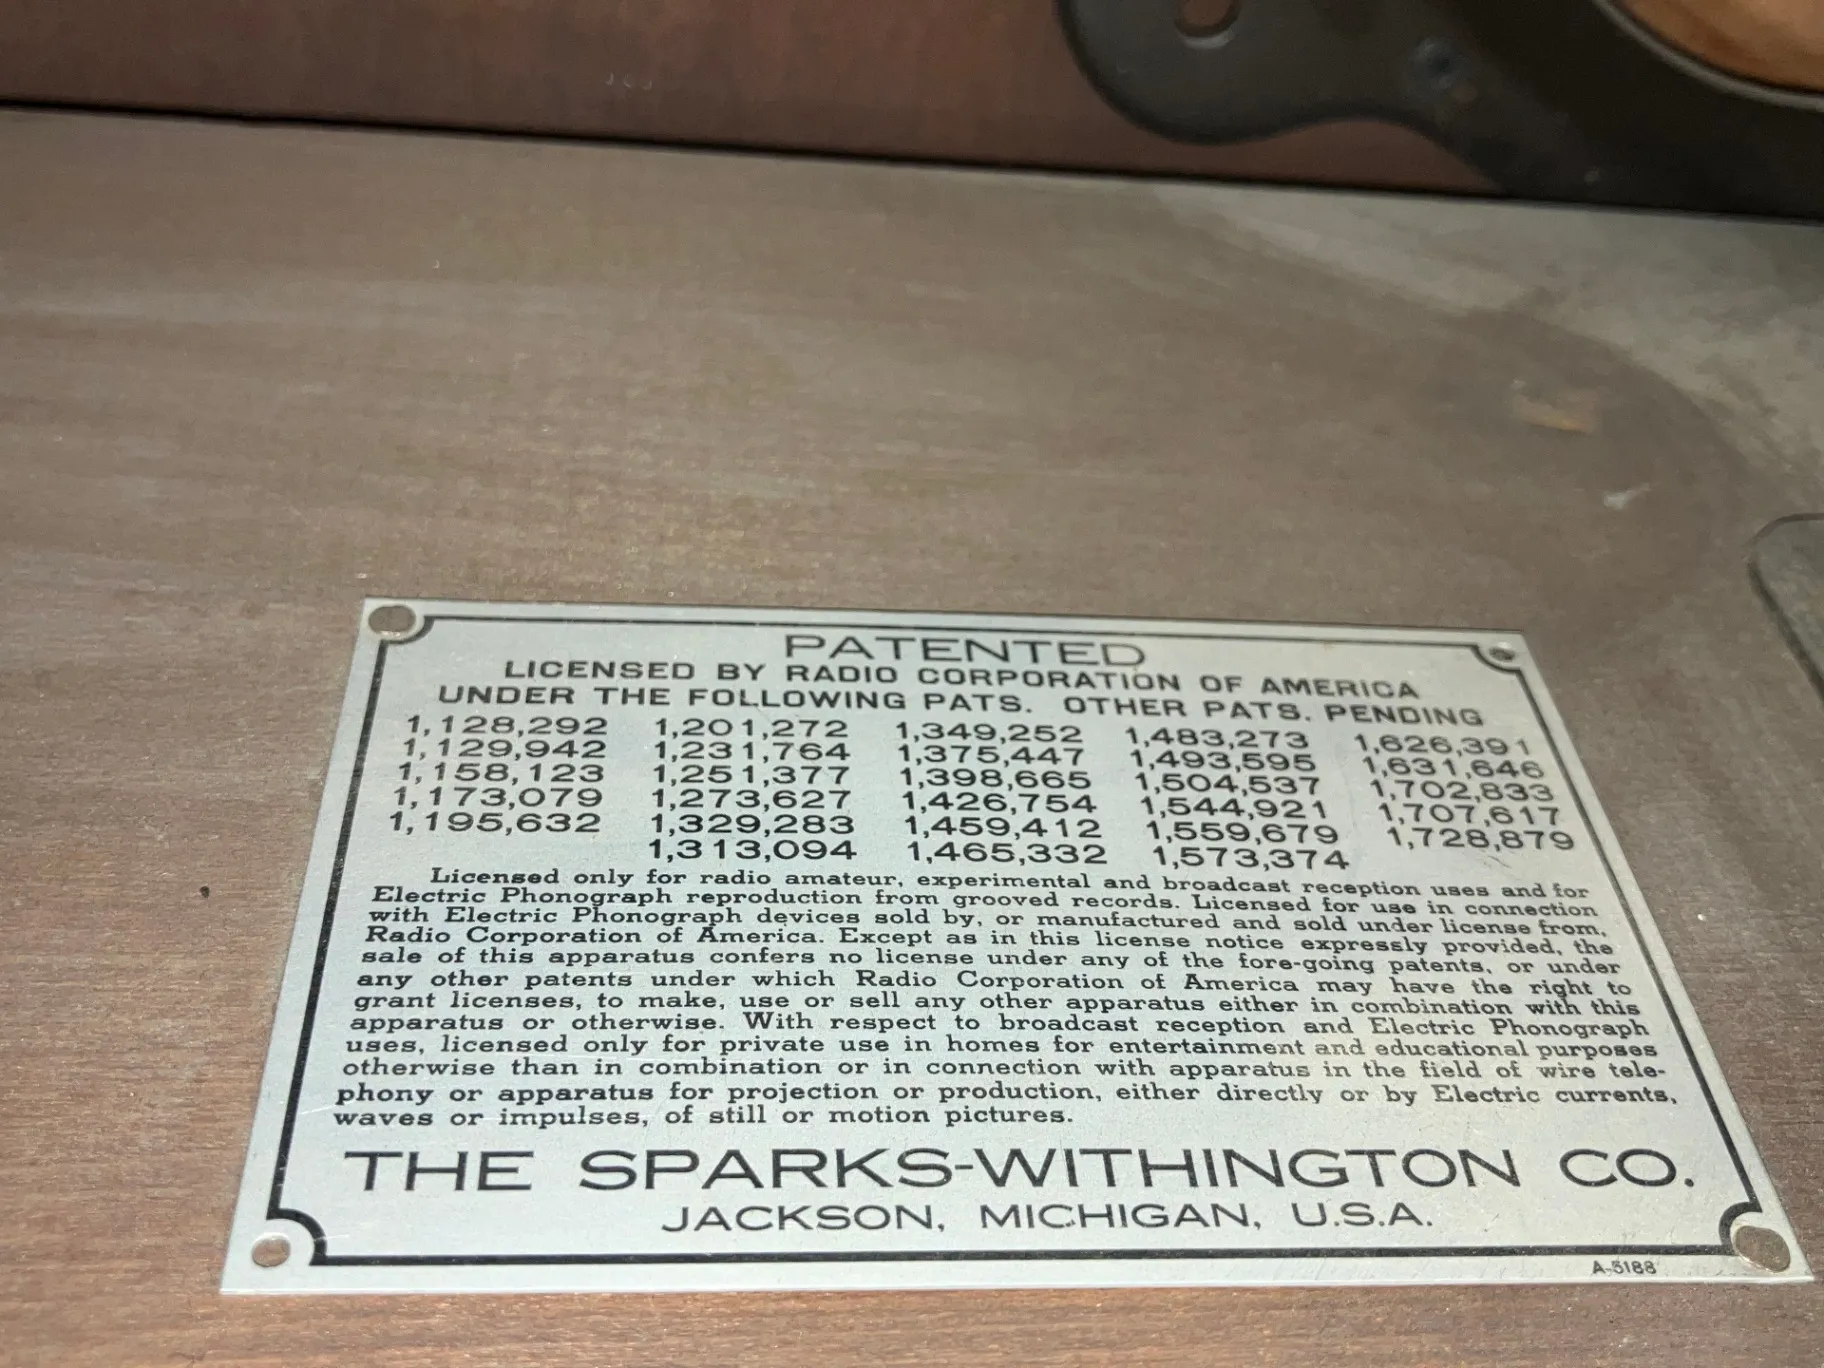 PATENTED
LICENSED BY RADIO CORPORATION OF AMERICA
UNDER THE FOLLOWING PATS. OTHER PATS. PENDING
1,128,292 1,201,272 1,349,252 1,483,273 1,626,391
1,129,942 1,231,764 1,375,447 1,493,595 1,631,646
1,158,123 1,251,377 1,398,665 1,504,537 1,702,833
1,173,079 1,273,627 1,426,754 1,544,921 1,707,617
1,195,632 1,329,283 1,459,412 1,559,679 1,728,879
1,313,094 1,465,332 1,573,374
Licensed only for radio amateur, experimental and broadcast reception uses and for
Electric Phonograph reproduction from grooved records. Licensed for use in connection
with Electric Phonograph devices sold by, or manufactured and sold under license from,
Radio Corporation of America. Except as in this license notice expressly provided, the
sale of this apparatus confers no license under any of the fore-going patents, or under
any other patents under which Radio Corporation of America may have the right to
grant licenses, to make, use or sell any other apparatus either in combination with this
apparatus or otherwise. With respect to broadcast reception and Electric Phonograph
uses, licensed only for private use in homes for entertainment and educational purposes
otherwise than in combination or in connection with apparatus in the field of wire tele-
phony or apparatus for projection or production, either directly or by Electric currents,
waves or impulses, of still or motion pictures.
THE SPARKS-WITHINGTON CO.
JACKSON, MICHIGAN, U.S.A.
A-5188